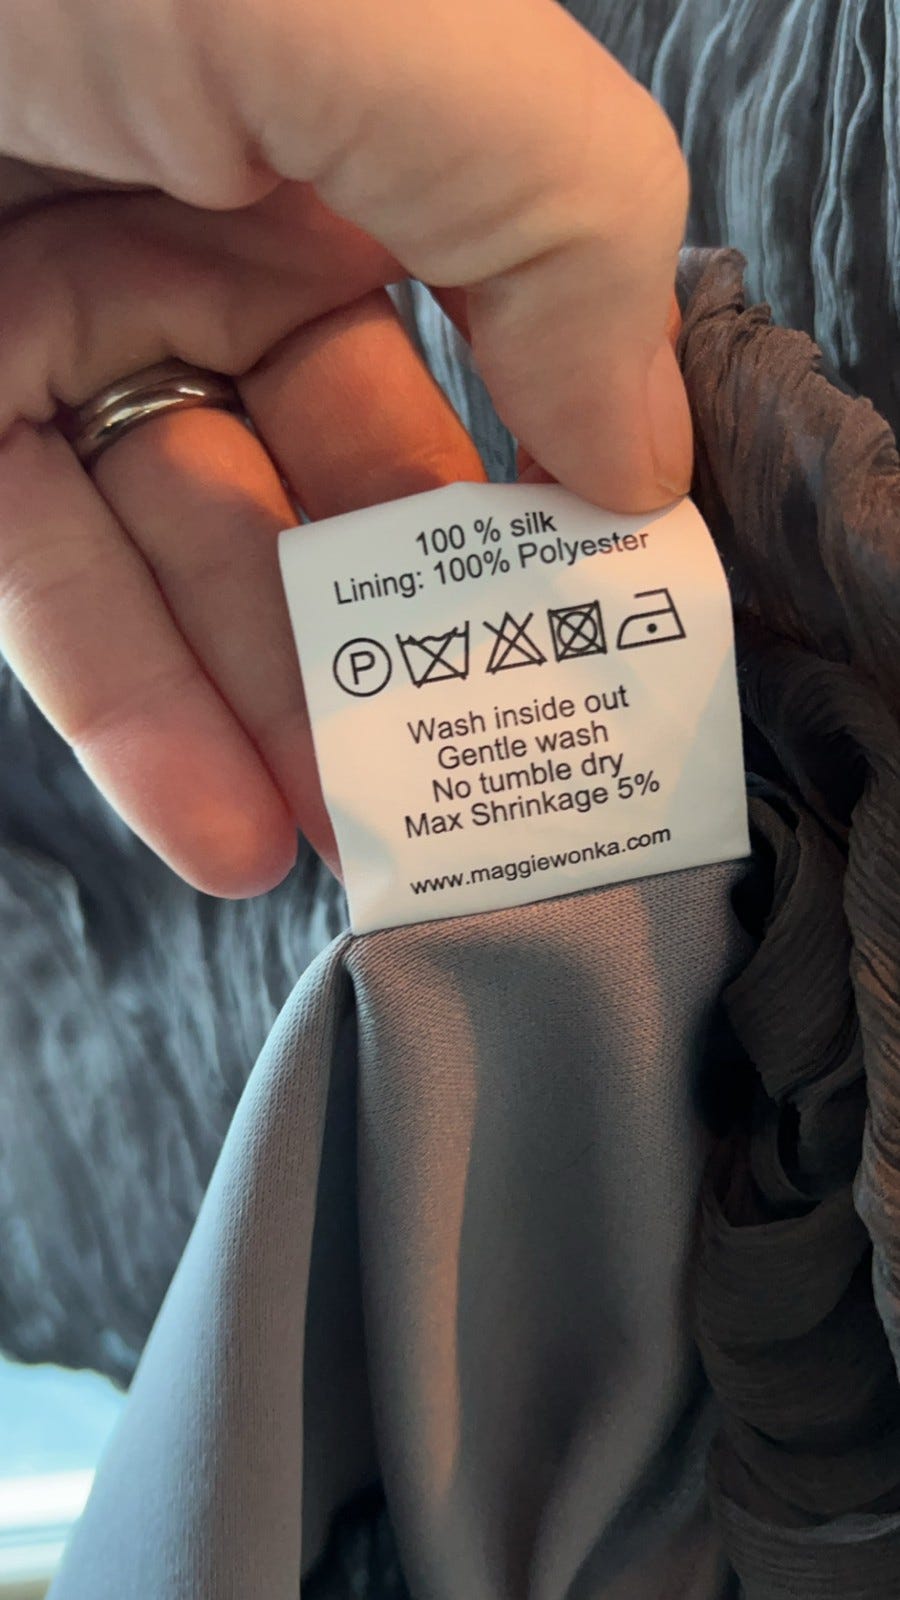 100 % silk
Lining: 100% Polyester
P
Wash inside out
Gentle wash
No tumble dry
Max Shrinkage 5%
www.maggiewonka.com